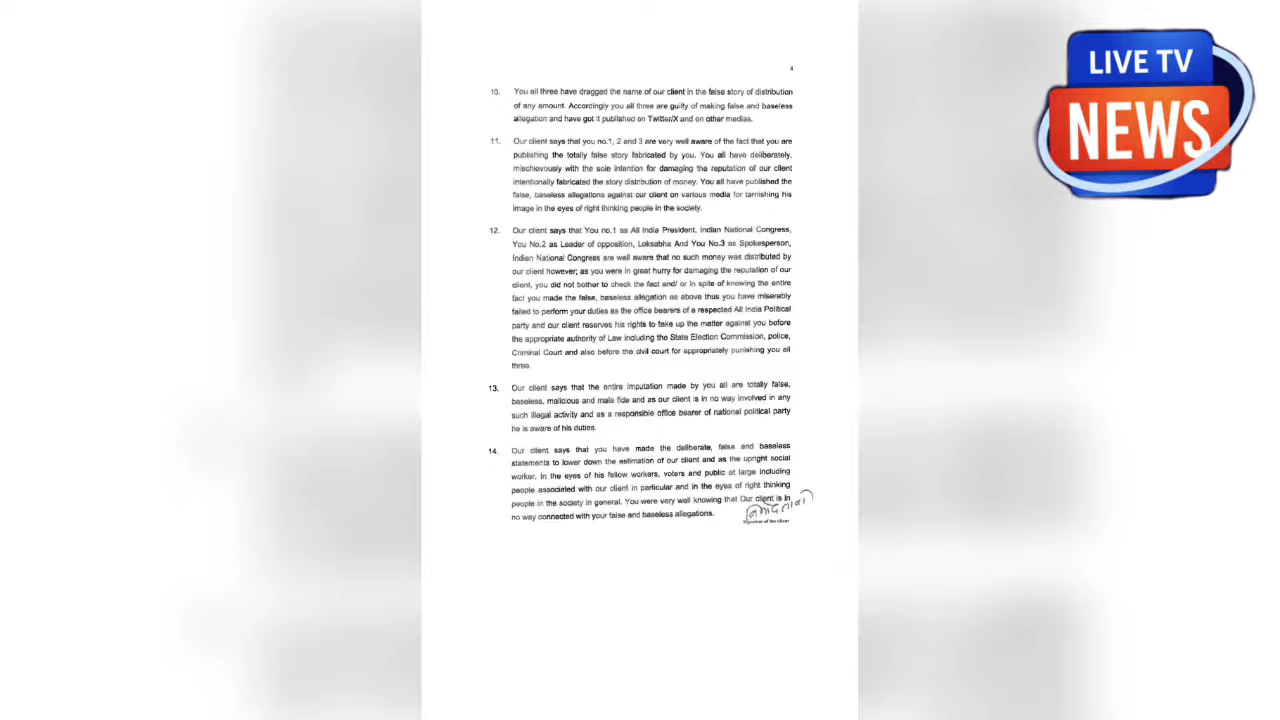 LIVE TV
NEWS
4
10. You all three have dragged the name of our client in the false story of distribution
of any amount. Accordingly you all three are guilty of making false and baseless
allegation and have got it published on Twitter/X and on other medias.
11. Our client says that you no.1, 2 and 3 are very well aware of the fact that you are
publishing the totally false story fabricated by you. You all have deliberately,
mischievously with the sole intention for damaging the reputation of our client
intentionally fabricated the story distribution of money. You all have published the
false, baseless allegations against our client on various media for tarnishing his
image in the eyes of right thinking people in the society.
12. Our client says that You no.1 as All India President, Indian National Congress,
You No.2 as Leader of opposition, Loksabha And You No.3 as Spokesperson,
Indian National Congress are well aware that no such money was distributed by
our client however; as you were in great hurry for damaging the reputation of our
client, you did not bother to check the fact and/ or in spite of knowing the entire
fact you made the false, baseless allegation as above thus you have miserably
failed to perform your duties as the office bearers of a respected All India Political
party and our client reserves his rights to take up the matter against you before
the appropriate authority of Law including the State Election Commission, police,
Criminal Court and also before the civil court for appropriately punishing you all
three.
13. Our client says that the entire imputation made by you all are totally false,
baseless, malicious and mala fide and as our client is in no way involved in any
such illegal activity and as a responsible office bearer of national political party
he is aware of his duties.
14. Our client says that you have made the deliberate, false and baseless
statements to lower down the estimation of our client and as the upright social
worker, in the eyes of his fellow workers, voters and public at large including
people associated with our client in particular and in the eyes of right thinking
people in the society in general. You were very well knowing that Our client is in
no way connected with your false and baseless allegations.
Signature of the Client